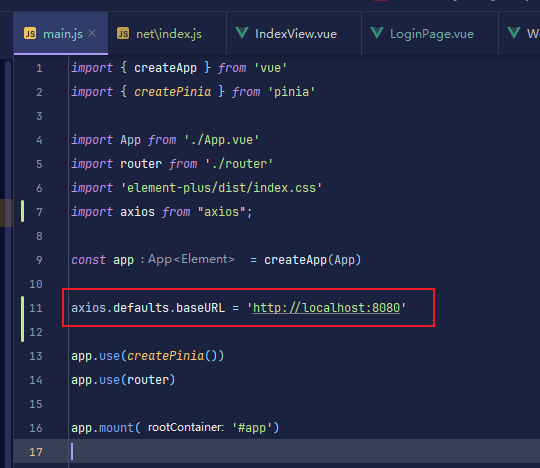 JS main.js × JS net\index.js IndexView.vue LoginPage.vue
1 import { createApp } from 'vue'
2 import { createPinia } from 'pinia'
3
4 import App from './App.vue'
5 import router from './router'
6 import 'element-plus/dist/index.css'
7 import axios from "axios";
8
9 const app : App<Element> = createApp(App)
10
11 axios.defaults.baseURL = 'http://localhost:8080'
12
13 app.use(createPinia())
14 app.use(router)
15
16 app.mount( rootContainer: '#app')
17